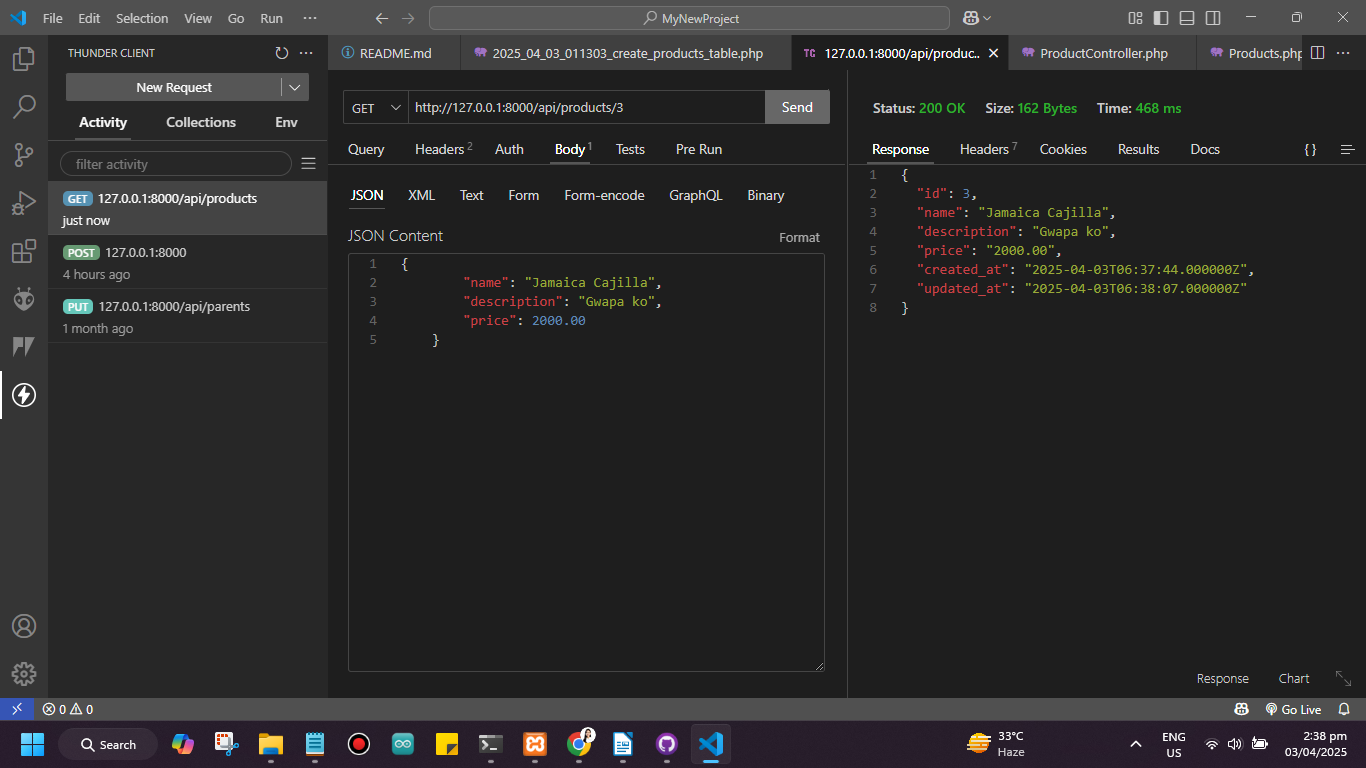 File Edit Selection View Go Run ···
MyNewProject
THUNDER CLIENT
New Request
Activity Collections Env
filter activity
GET 127.0.0.1:8000/api/products
just now
POST 127.0.0.1:8000
4 hours ago
PUT 127.0.0.1:8000/api/parents
1 month ago
README.md
2025_04_03_011303_create_products_table.php
TC 127.0.0.1:8000/api/produc..
ProductController.php
Products.php
GET http://127.0.0.1:8000/api/products/3 Send
Query Headers 2 Auth Body 1 Tests Pre Run
JSON XML Text Form Form-encode GraphQL Binary
JSON Content Format
1 {
2 "name": "Jamaica Cajilla",
3 "description": "Gwapa ko",
4 "price": 2000.00
5 }
Status: 200 OK Size: 162 Bytes Time: 468 ms
Response Headers 7 Cookies Results Docs { }
1 {
2 "id": 3,
3 "name": "Jamaica Cajilla",
4 "description": "Gwapa ko",
5 "price": "2000.00",
6 "created_at": "2025-04-03T06:37:44.000000Z",
7 "updated_at": "2025-04-03T06:38:07.000000Z"
8 }
Response Chart
0 0
Go Live
Search
33°C
Haze
ENG
US
2:38 pm
03/04/2025